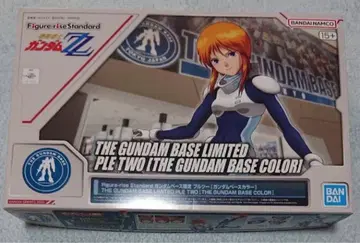 Figure-rise Standard
BANDAI NAMCO
ガンダムZZ
15+
THE GUNDAM BASE
TOKYO, JAPAN
THE GUNDAM BASE LIMITED
PLE TWO [THE GUNDAM BASE COLOR]
Figure-rise Standard ガンダムベース限定 プルツー[ガンダムベースカラー]
THE GUNDAM BASE LIMITED PLE TWO [THE GUNDAM BASE COLOR]
BANDAI